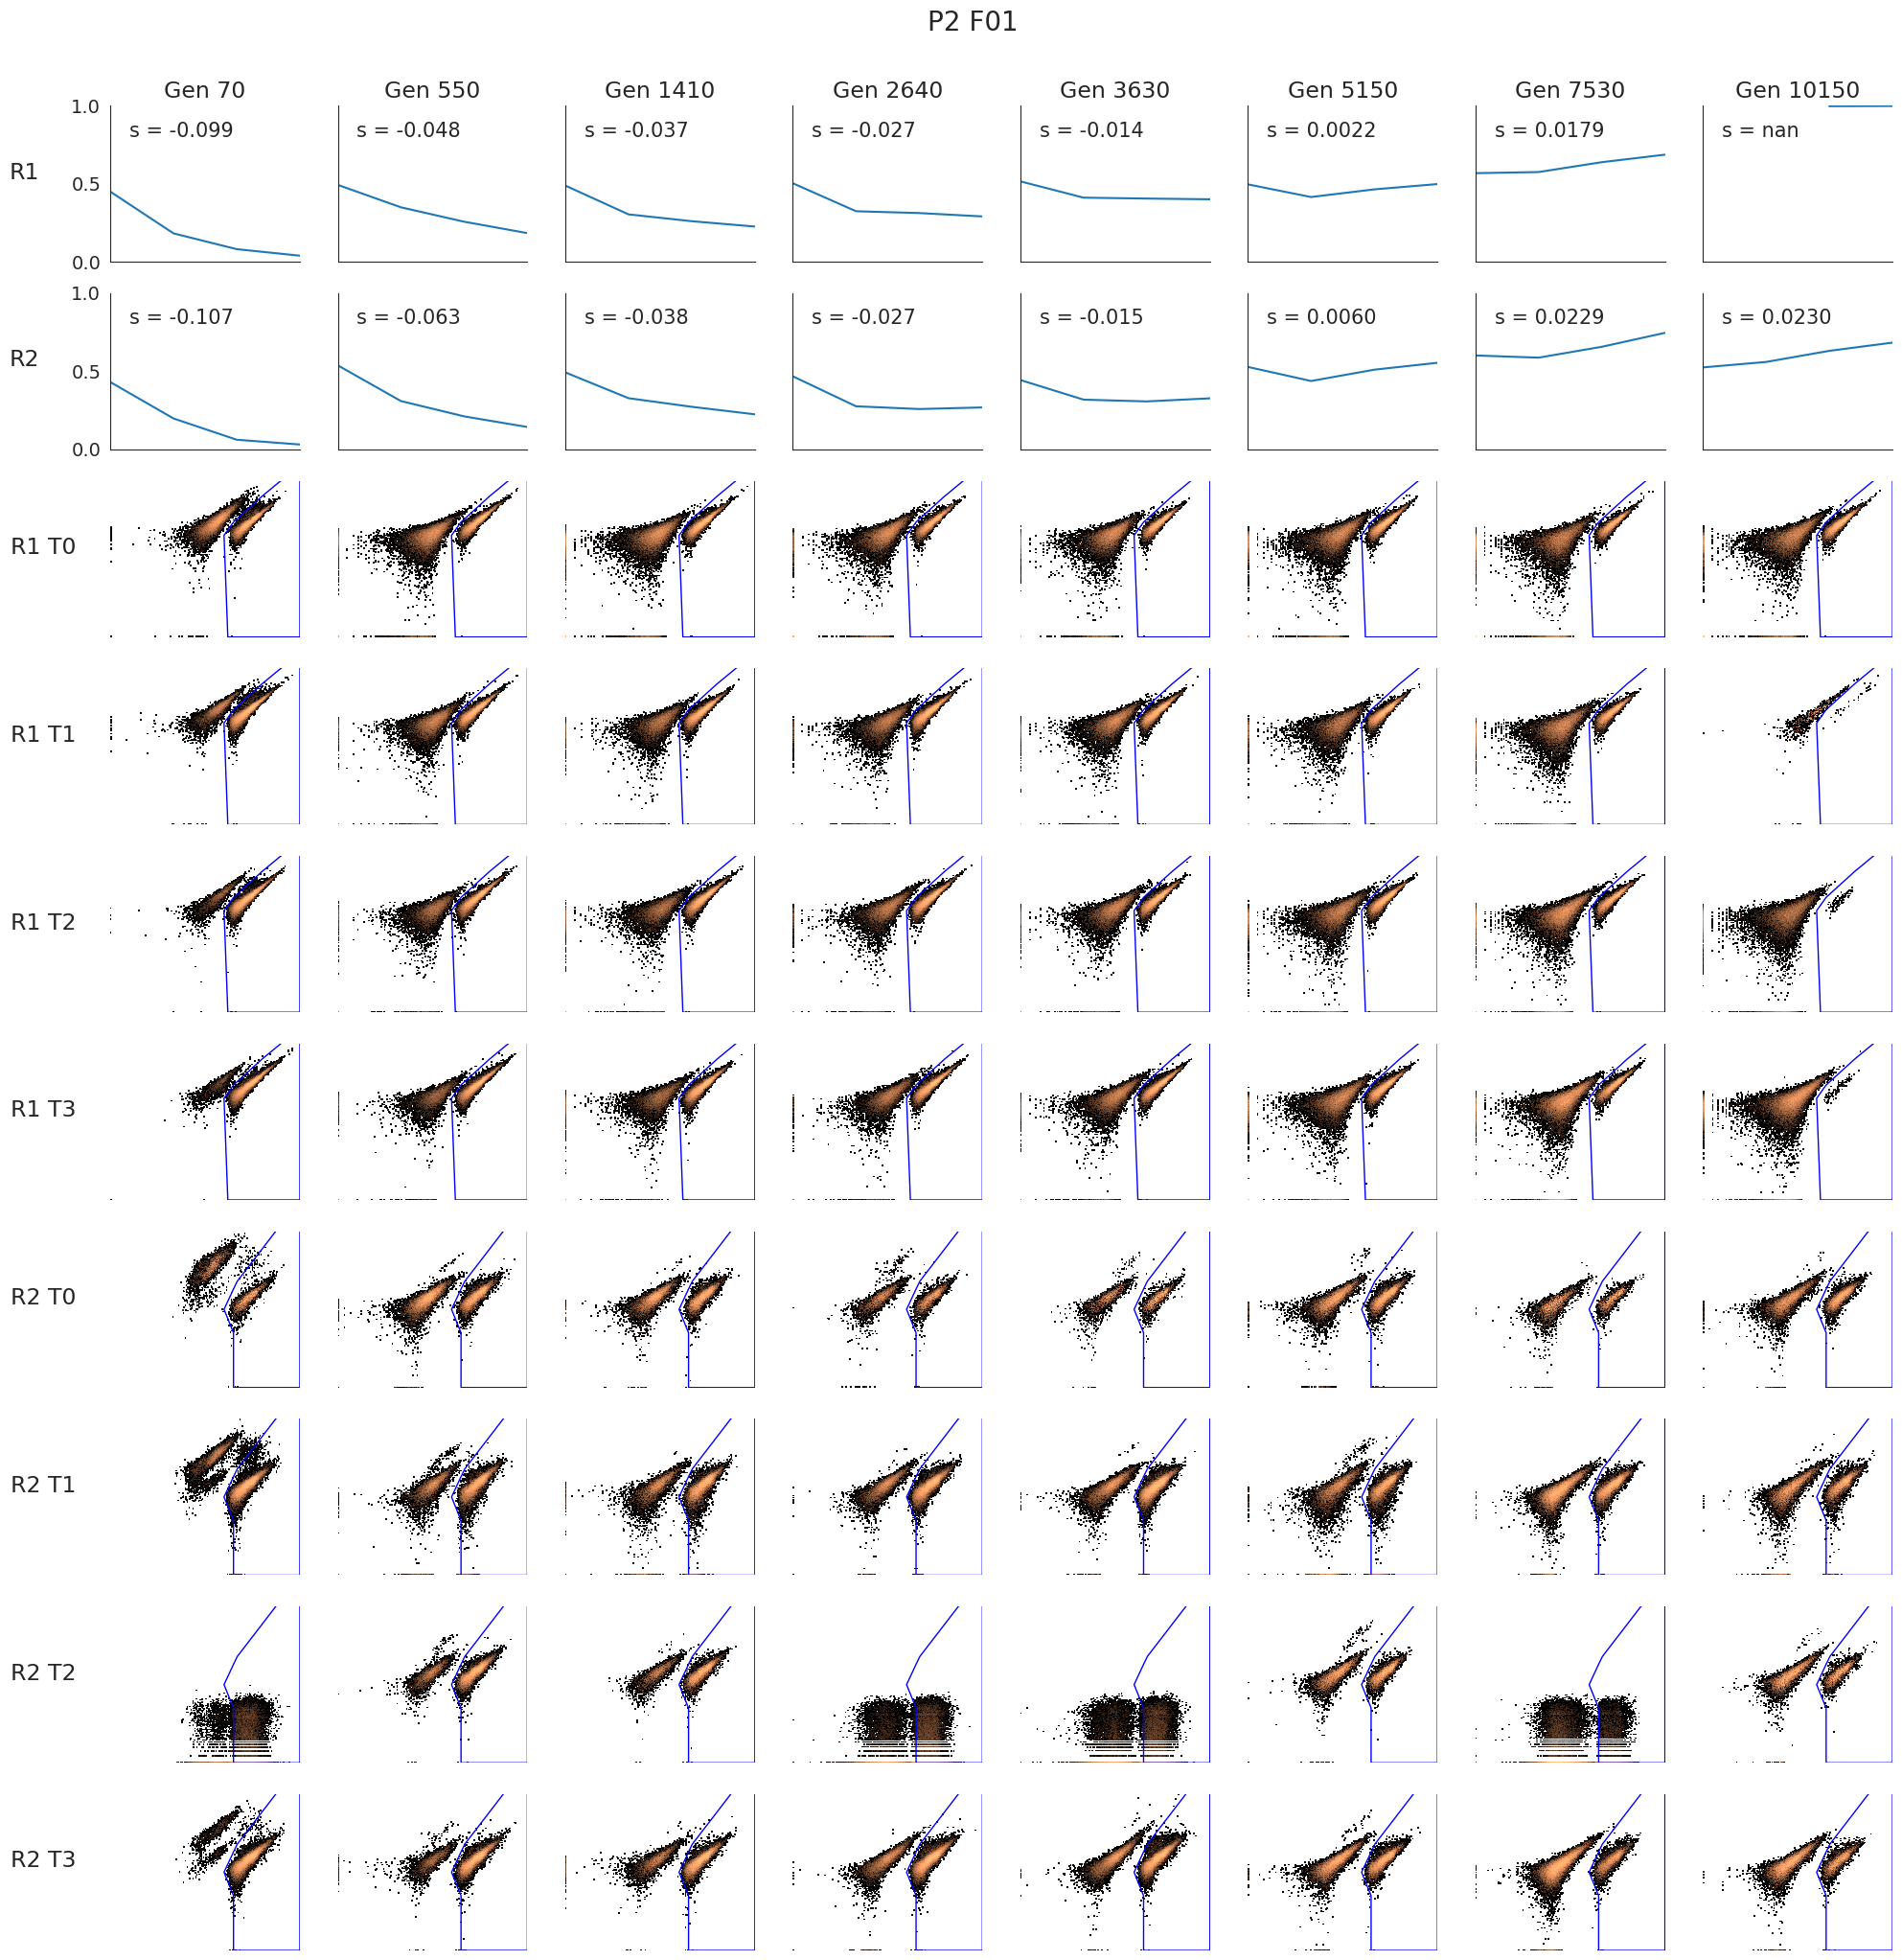 P2 F01
Gen 70 Gen 550 Gen 1410 Gen 2640 Gen 3630 Gen 5150 Gen 7530 Gen 10150
1.0
s = -0.099 s = -0.048 s = -0.037 s = -0.027 s = -0.014 s = 0.0022 s = 0.0179 s = nan
R1
0.5
0.0
1.0
s = -0.107 s = -0.063 s = -0.038 s = -0.027 s = -0.015 s = 0.0060 s = 0.0229 s = 0.0230
R2
0.5
0.0
R1 T0
R1 T1
R1 T2
R1 T3
R2 T0
R2 T1
R2 T2
R2 T3